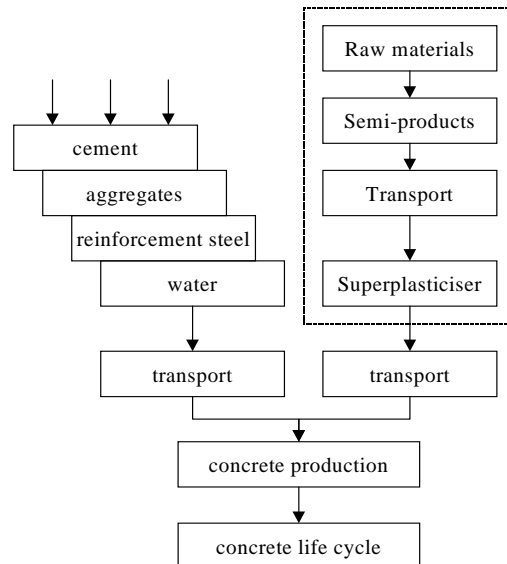 Raw materials
Semi-products
Transport
Superplasticiser
cement
aggregates
reinforcement steel
water
transport
transport
concrete production
concrete life cycle